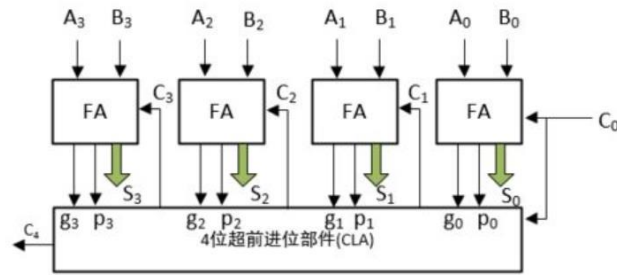 A₃ B₃ A₂ B₂ A₁ B₁ A₀ B₀
FA C₃ FA C₂ FA C₁ FA C₀
S₃ S₂ S₁ S₀
g₃ p₃ g₂ p₂ g₁ p₁ g₀ p₀
C₄ 4位超前进位部件(CLA)